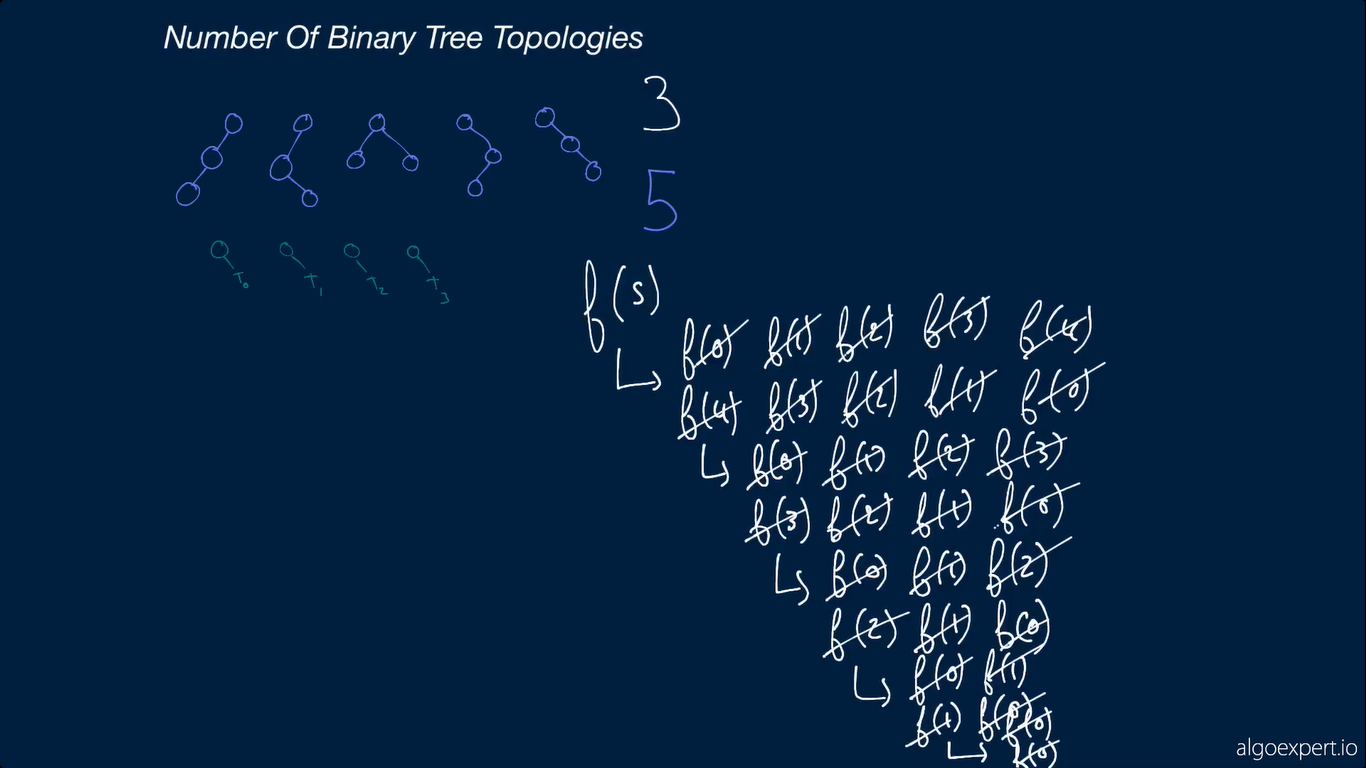 Number Of Binary Tree Topologies
3
5
T0 T1 T2 T3
f(s)
f(0) f(1) f(2) f(3) f(4)
f(4) f(3) f(2) f(1) f(0)
f(0) f(1) f(2) f(3)
f(3) f(2) f(1) f(0)
f(0) f(1) f(2)
f(2) f(1) f(0)
f(0) f(1)
f(1) f(0) f(0)
f(0)
algoexpert.io